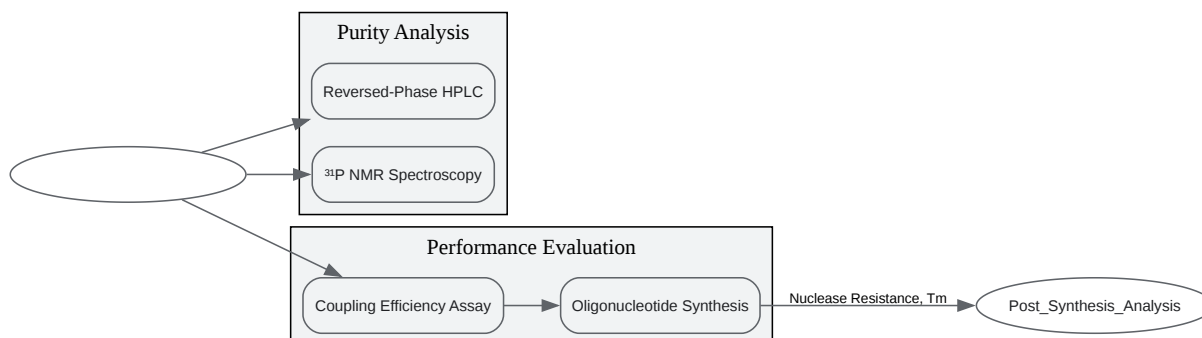 Purity Analysis
Reversed-Phase HPLC
³¹P NMR Spectroscopy
Performance Evaluation
Coupling Efficiency Assay
Oligonucleotide Synthesis
Nuclease Resistance, Tm
Post_Synthesis_Analysis